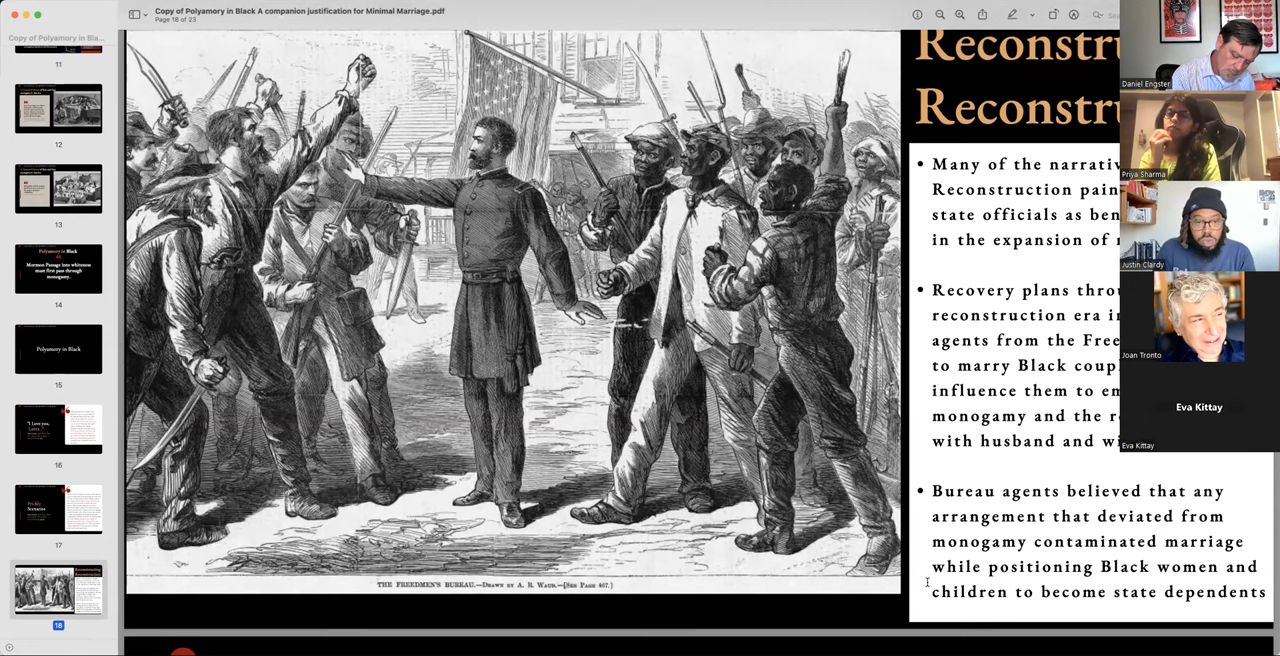 Copy of Polyamory in Black A companion justification for Minimal Marriage.pdf
Page 18 of 23
Copy of Polyamory in Bla...
11
12
13
Polyamory in Black
Mormon Passage into whiteness
must first pass through
monogamy.
14
Polyamory in Black
15
"I Love you,
16
Prickly
Scenarios
17
18
THE FREEDMEN'S BUREAU.—DRAWN BY A. R. WAUD.—[SEE PAGE 467.]
Reconstru
Reconstru
• Many of the narrativ
Reconstruction pain
state officials as ben
in the expansion of
• Recovery plans throu
reconstruction era i
agents from the Free
to marry Black coup
influence them to em
monogamy and the r
with husband and wi
• Bureau agents believed that any
arrangement that deviated from
monogamy contaminated marriage
while positioning Black women and
children to become state dependents
Daniel Engster
Priya Sharma
Justin Clardy
Joan Tronto
Eva Kittay
Eva Kittay